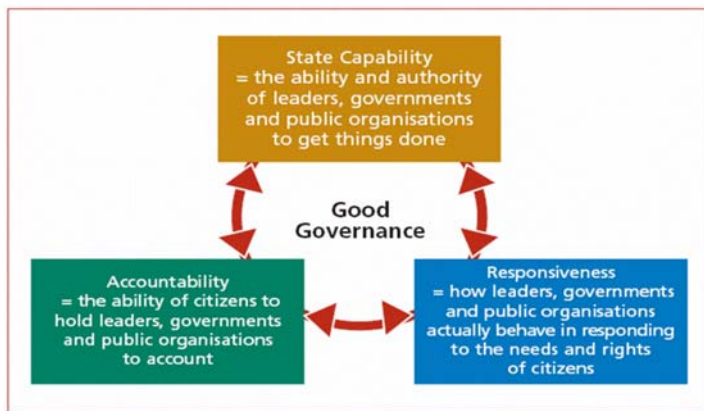 State Capability
= the ability and authority
of leaders, governments
and public organisations
to get things done
Good
Governance
Accountability
= the ability of citizens to
hold leaders, governments
and public organisations
to account
Responsiveness
= how leaders, governments
and public organisations
actually behave in responding
to the needs and rights
of citizens